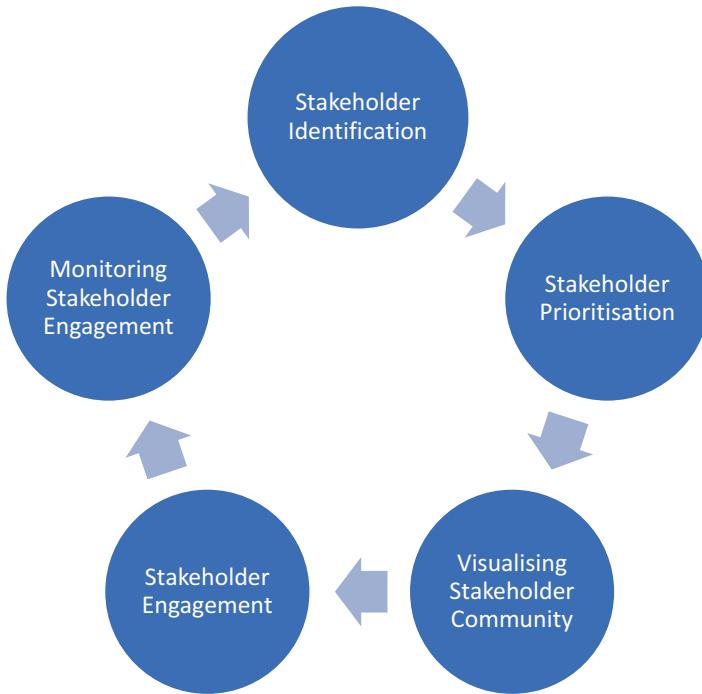 Stakeholder
Identification
Stakeholder
Prioritisation
Visualising
Stakeholder
Community
Stakeholder
Engagement
Monitoring
Stakeholder
Engagement